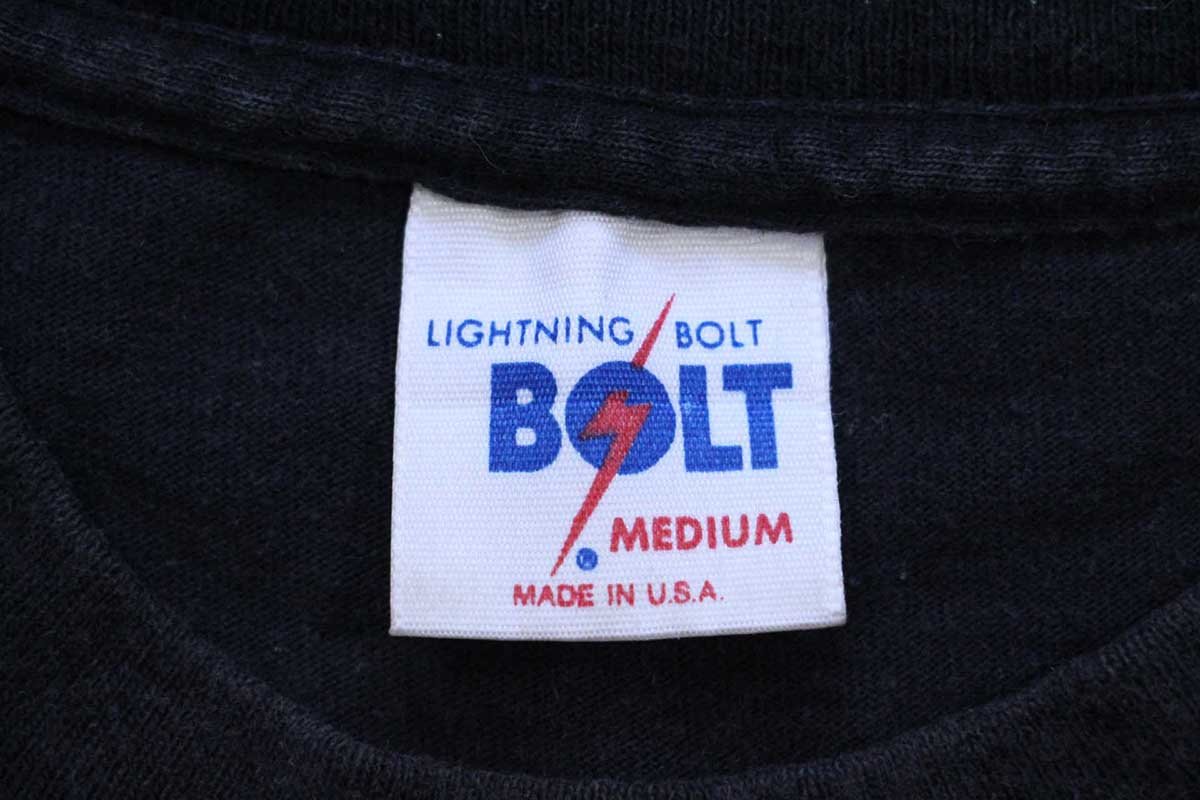 LIGHTNING BOLT
BOLT
MEDIUM
®
MADE IN U.S.A.